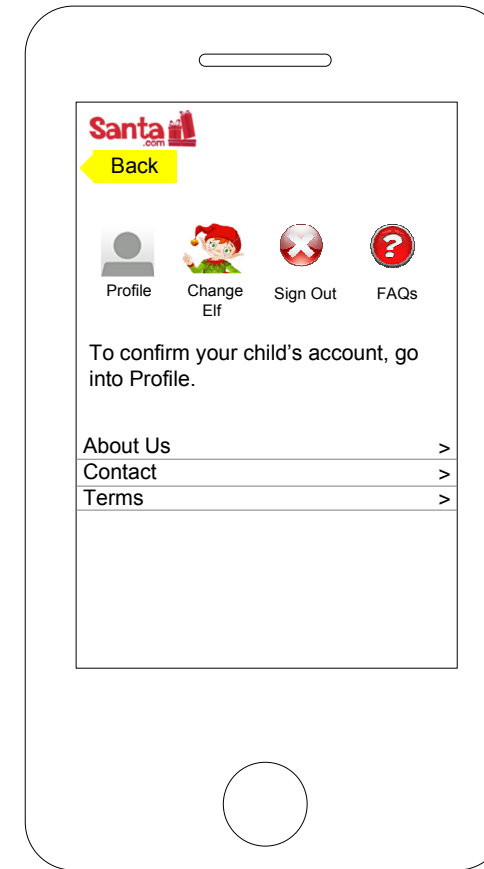 Santa
.com
Back
Profile
Change
Elf
Sign Out
FAQs
?
To confirm your child's account, go
into Profile.
About Us >
Contact >
Terms >